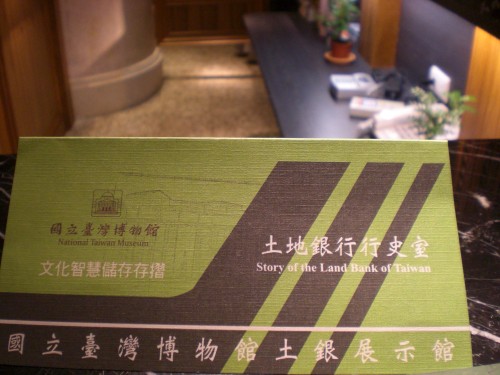 國立臺灣博物館
National Taiwan Museum
文化智慧儲存存摺
土地銀行行史室
Story of the Land Bank of Taiwan
國立臺灣博物館土銀展示館